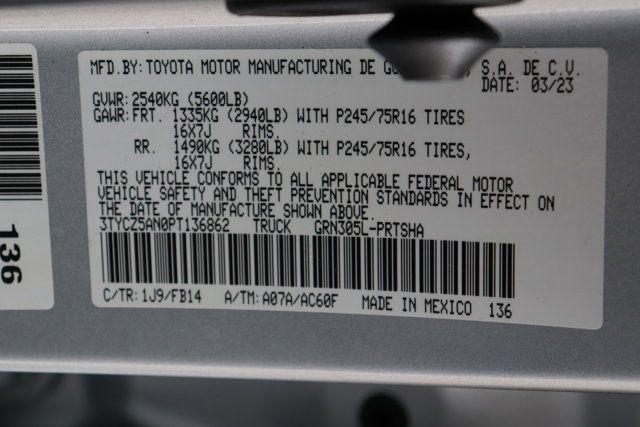 MFD.BY: TOYOTA MOTOR MANUFACTURING DE S.A. DE C.V.
DATE: 03/23
GVWR: 2540KG (5600LB)
GAWR: FRT. 1335KG (2940LB) WITH P245/75R16 TIRES
16X7J RIMS.
RR. 1490KG (3280LB) WITH P245/75R16 TIRES,
16X7J RIMS.
THIS VEHICLE CONFORMS TO ALL APPLICABLE FEDERAL MOTOR
VEHICLE SAFETY AND THEFT PREVENTION STANDARDS IN EFFECT ON
THE DATE OF MANUFACTURE SHOWN ABOVE.
3TYCZ5AN0PT136862 TRUCK GRN305L-PRTSHA
C/TR: 1J9/FB14 A/TM: A07A/AC60F MADE IN MEXICO 136
136